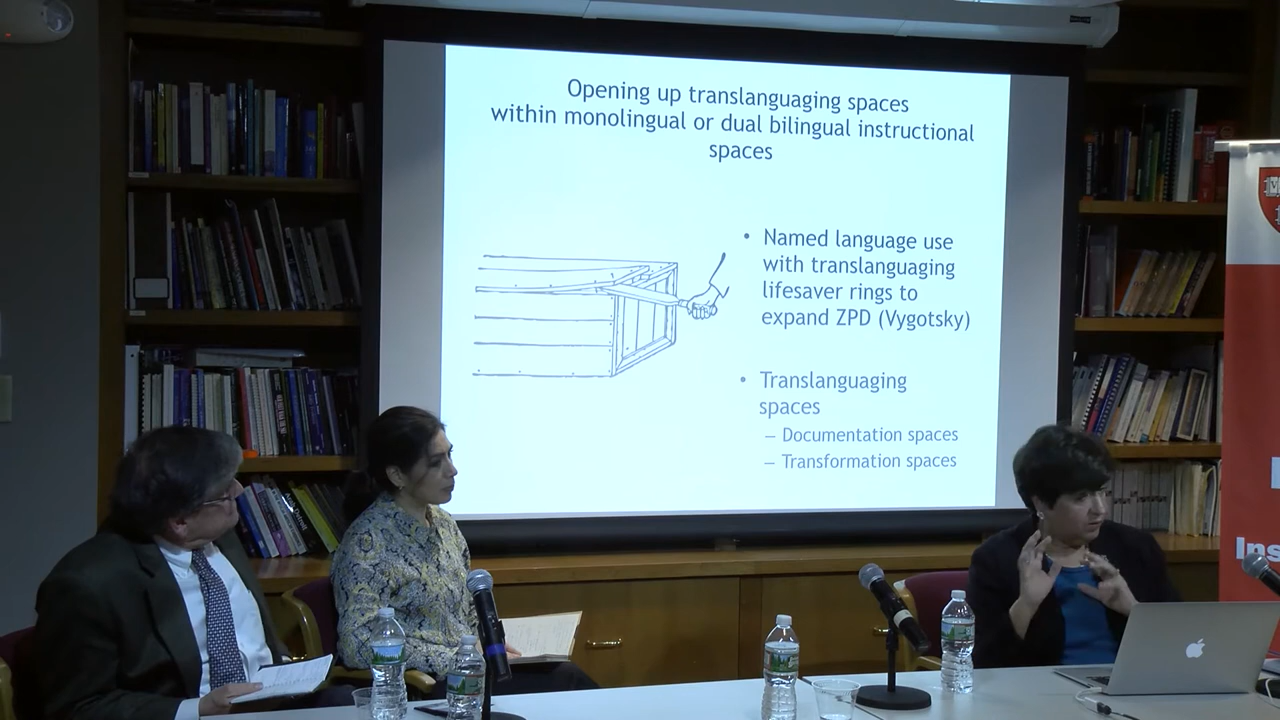 Opening up translanguaging spaces
within monolingual or dual bilingual instructional
spaces
• Named language use
with translanguaging
lifesaver rings to
expand ZPD (Vygotsky)
• Translanguaging
spaces
– Documentation spaces
– Transformation spaces
Ins